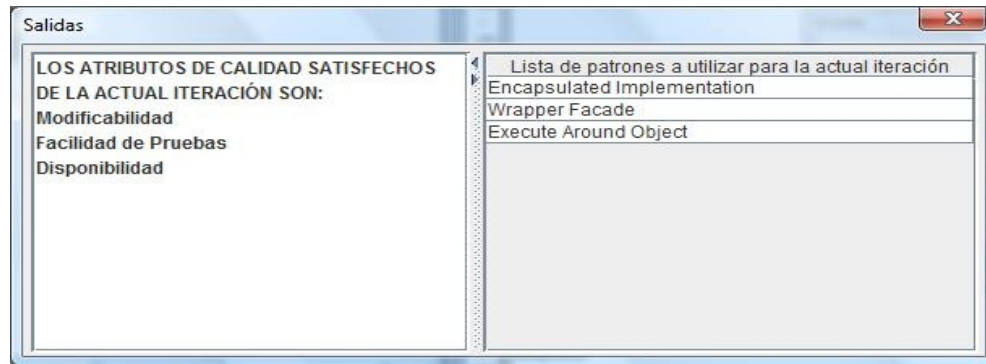 Salidas
LOS ATRIBUTOS DE CALIDAD SATISFECHOS
DE LA ACTUAL ITERACIÓN SON:
Modificabilidad
Facilidad de Pruebas
Disponibilidad
Lista de patrones a utilizar para la actual iteración
Encapsulated Implementation
Wrapper Facade
Execute Around Object